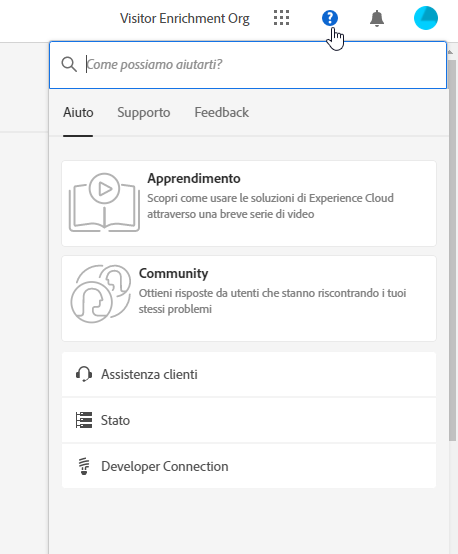 Visitor Enrichment Org
?
Come possiamo aiutarti?
Aiuto Supporto Feedback
Apprendimento
Scopri come usare le soluzioni di Experience Cloud
attraverso una breve serie di video
Community
Ottieni risposte da utenti che stanno riscontrando i tuoi
stessi problemi
Assistenza clienti
Stato
Developer Connection